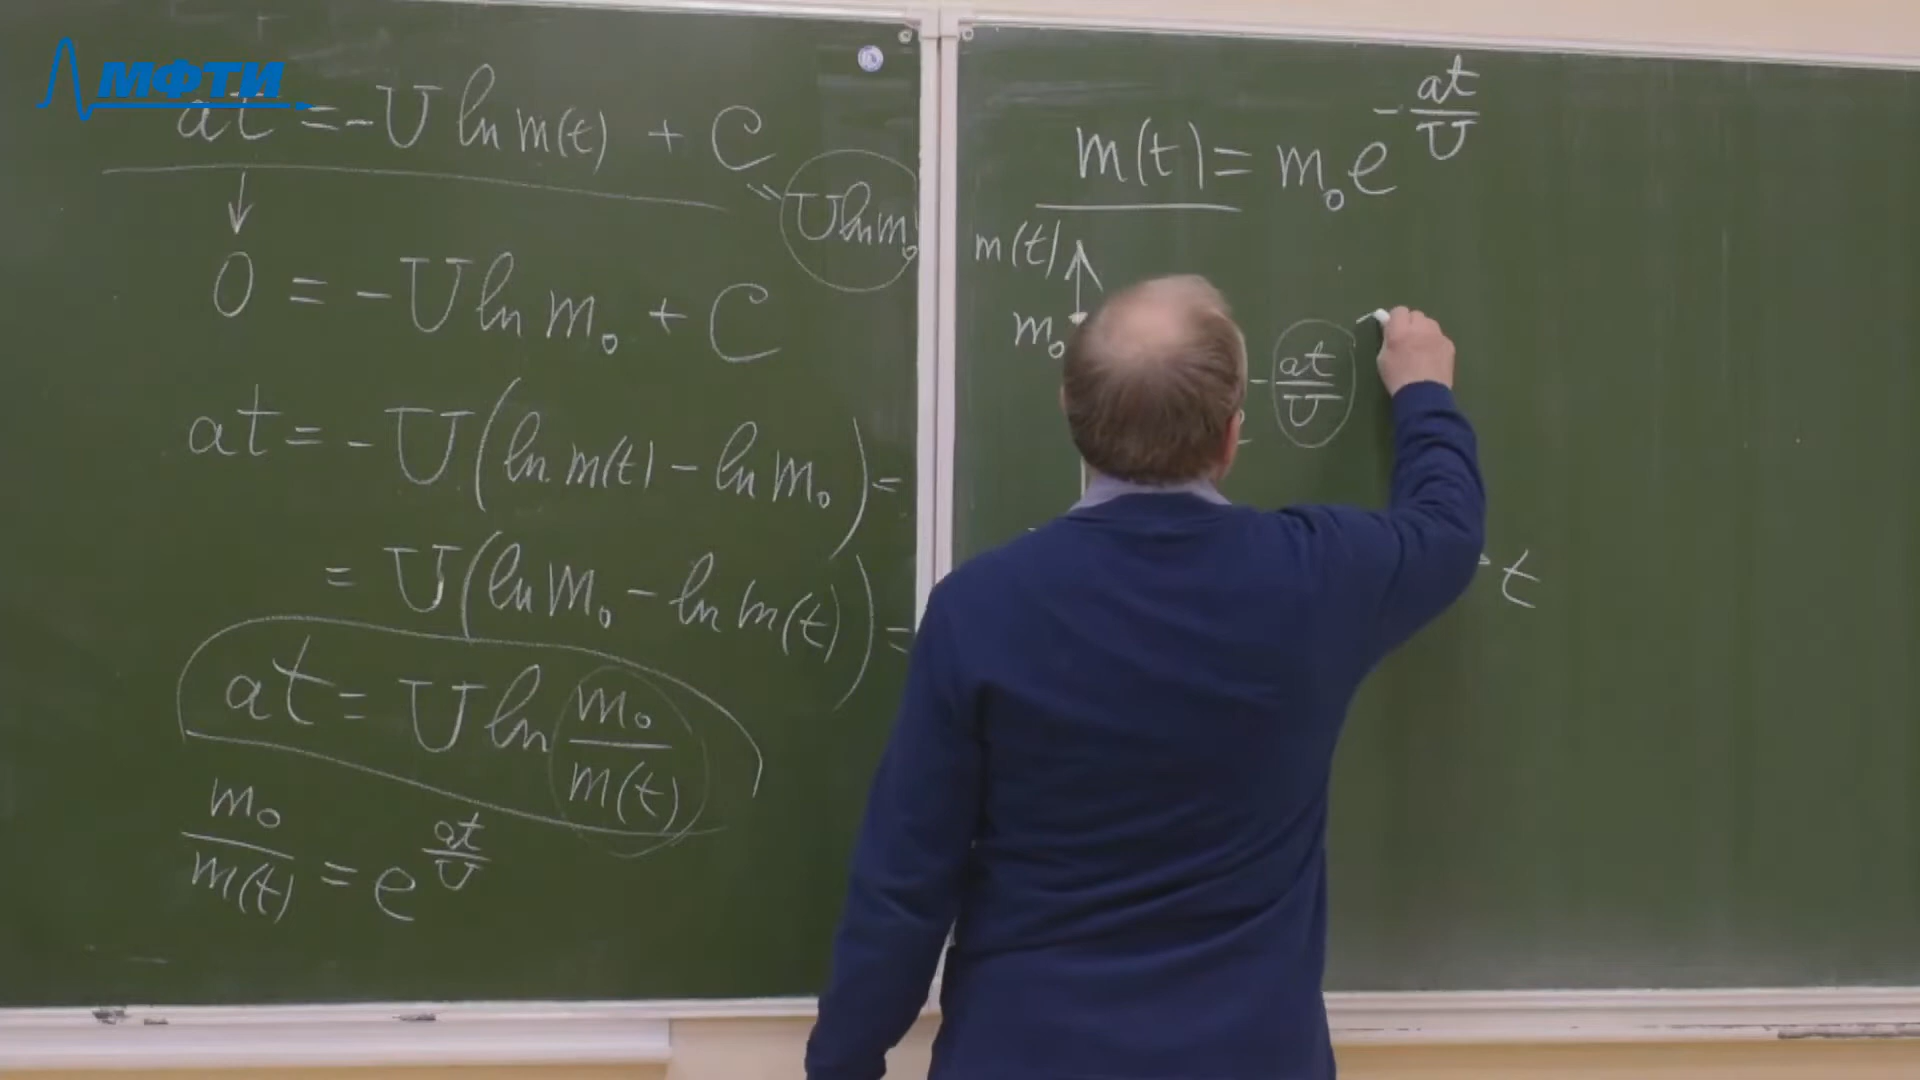 МФТИ
at = - U ln m(t) + C
= U ln m₀
↓
0 = - U ln m₀ + C
at = - U (ln m(t) - ln m₀) =
= U (ln m₀ - ln m(t)) =
at = U ln m₀/m(t)
m₀/m(t) = e^(at/U)
m(t) = m₀ e^(-at/U)
m(t)
m₀
- at/U
t